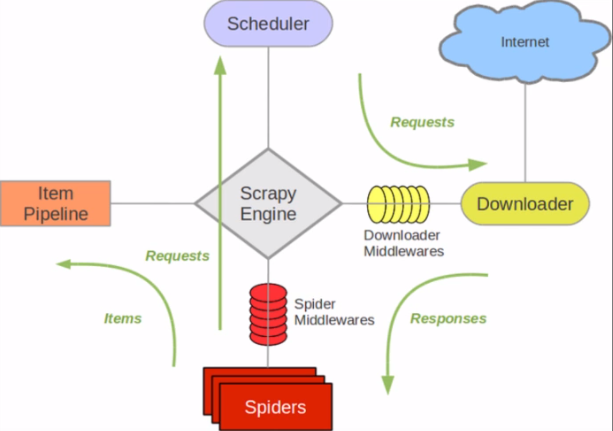 Scheduler
Internet
Requests
Item
Pipeline
Scrapy
Engine
Downloader
Downloader
Middlewares
Requests
Items
Spider
Middlewares
Responses
Spiders